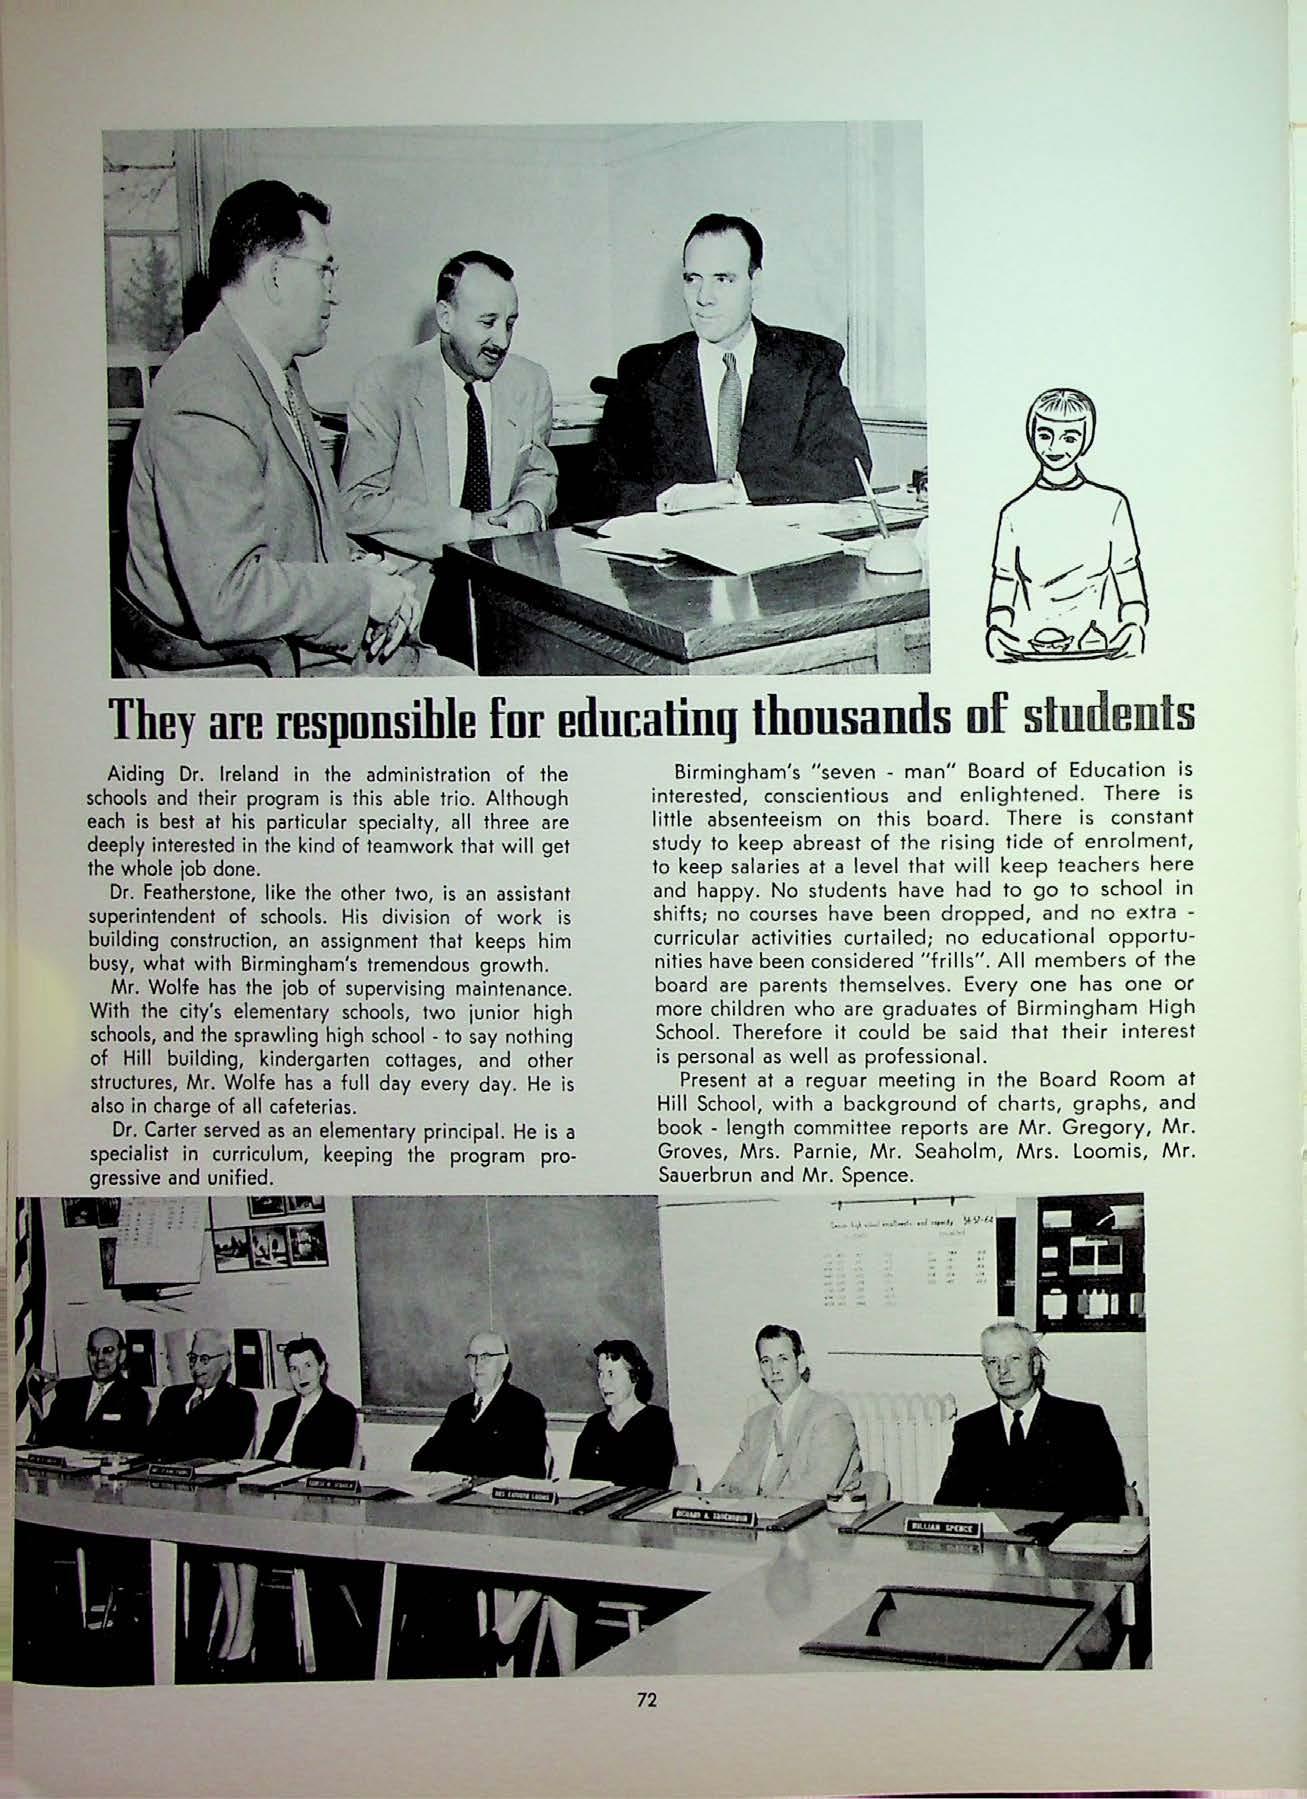 They are responsible for educating thousands of students
Aiding Dr. Ireland in the administration of the
schools and their program is this able trio. Although
each is best at his particular specialty, all three are
deeply interested in the kind of teamwork that will get
the whole job done.
Dr. Featherstone, like the other two, is an assistant
superintendent of schools. His division of work is
building construction, an assignment that keeps him
busy, what with Birmingham's tremendous growth.
Mr. Wolfe has the job of supervising maintenance.
With the city's elementary schools, two junior high
schools, and the sprawling high school - to say nothing
of Hill building, kindergarten cottages, and other
structures, Mr. Wolfe has a full day every day. He is
also in charge of all cafeterias.
Dr. Carter served as an elementary principal. He is a
specialist in curriculum, keeping the program pro-
gressive and unified.
Birmingham's "seven - man" Board of Education is
interested, conscientious and enlightened. There is
little absenteeism on this board. There is constant
study to keep abreast of the rising tide of enrolment,
to keep salaries at a level that will keep teachers here
and happy. No students have had to go to school in
shifts; no courses have been dropped, and no extra -
curricular activities curtailed; no educational opportu-
nities have been considered "frills". All members of the
board are parents themselves. Every one has one or
more children who are graduates of Birmingham High
School. Therefore it could be said that their interest
is personal as well as professional.
Present at a reguar meeting in the Board Room at
Hill School, with a background of charts, graphs, and
book - length committee reports are Mr. Gregory, Mr.
Groves, Mrs. Parnie, Mr. Seaholm, Mrs. Loomis, Mr.
Sauerbrun and Mr. Spence.
high school enrollments and capacity 56-57-62
RICHARD A. SAUERBRUN
WILLIAM SPENCE
72